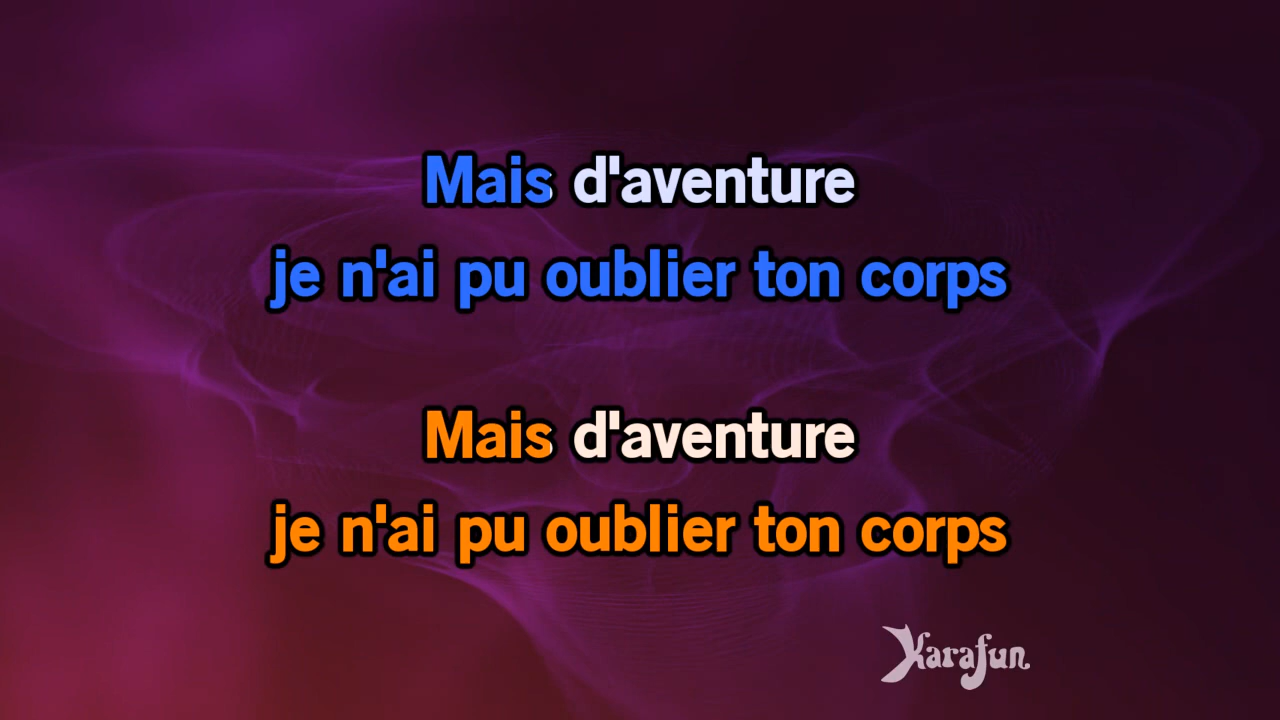 Mais d'aventure
je n'ai pu oublier ton corps
Mais d'aventure
je n'ai pu oublier ton corps
Karafun